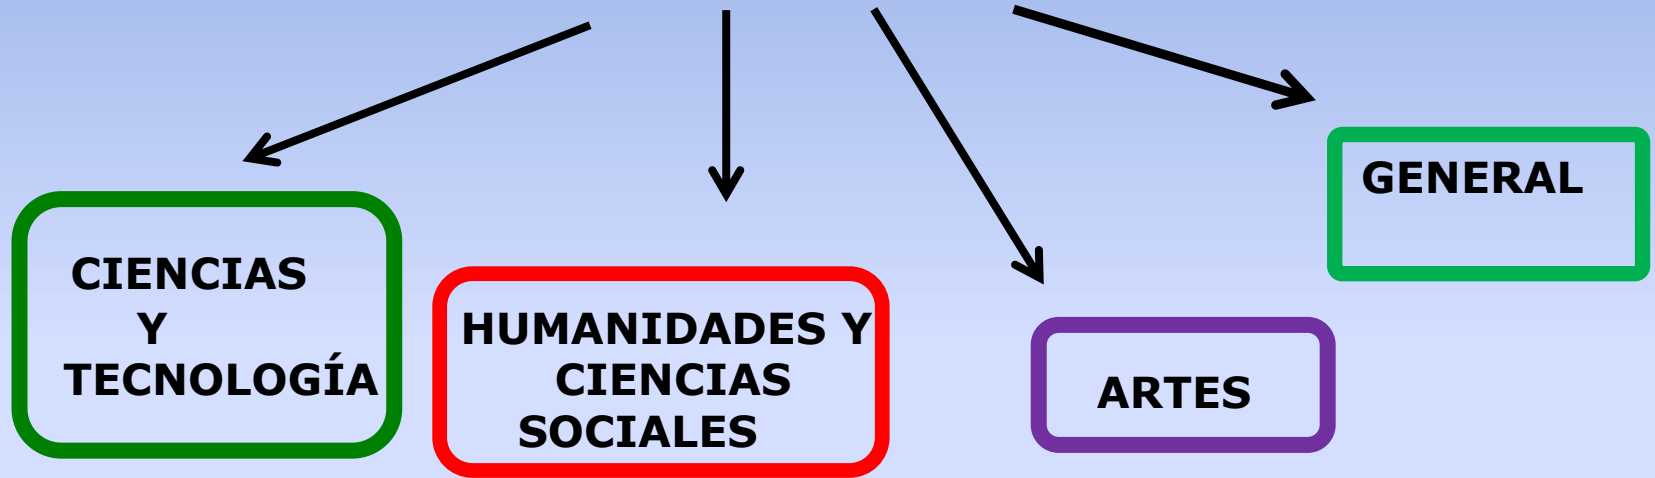 CIENCIAS
Y
TECNOLOGÍA
HUMANIDADES Y
CIENCIAS
SOCIALES
ARTES
GENERAL